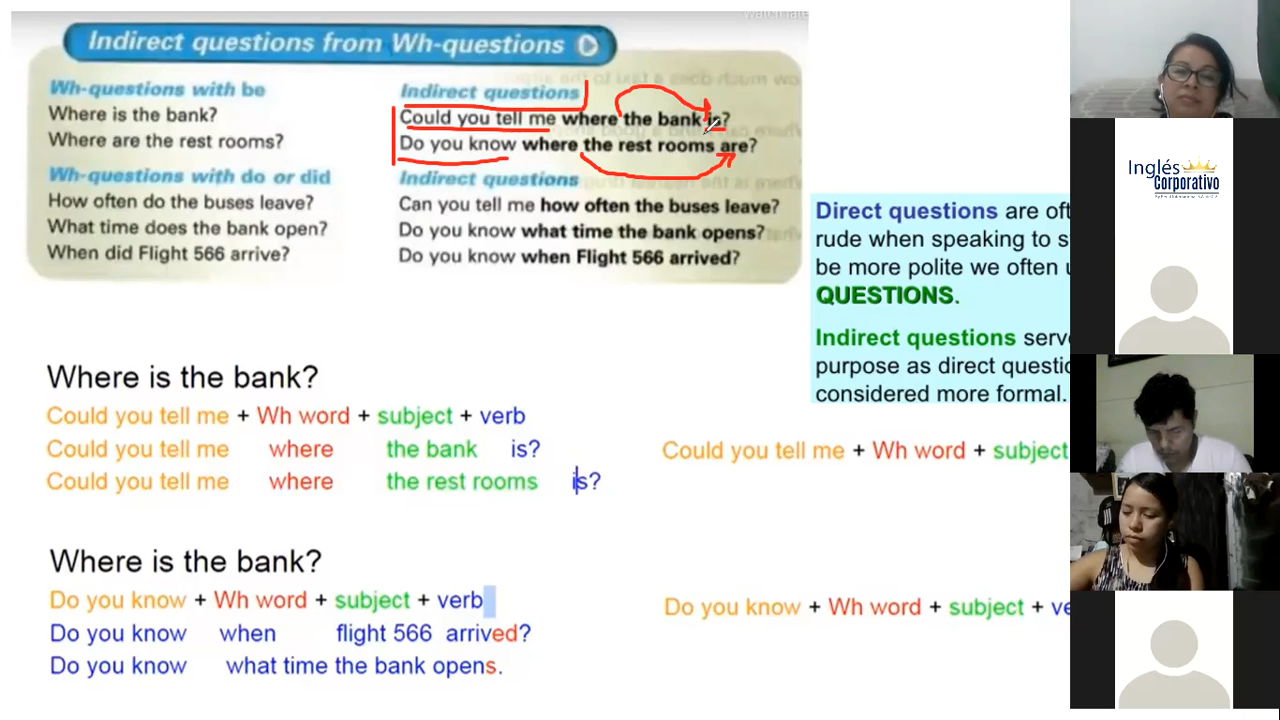 Indirect questions from Wh-questions
Wh-questions with be
Where is the bank?
Where are the rest rooms?
Wh-questions with do or did
How often do the buses leave?
What time does the bank open?
When did Flight 566 arrive?
Indirect questions
Could you tell me where the bank is?
Do you know where the rest rooms are?
Indirect questions
Can you tell me how often the buses leave?
Do you know what time the bank opens?
Do you know when Flight 566 arrived?
Direct questions are oft
rude when speaking to s
be more polite we often u
QUESTIONS.
Indirect questions serv
purpose as direct questio
considered more formal.
Where is the bank?
Could you tell me + Wh word + subject + verb
Could you tell me where the bank is?
Could you tell me where the rest rooms is?
Could you tell me + Wh word + subject
Where is the bank?
Do you know + Wh word + subject + verb
Do you know when flight 566 arrived?
Do you know what time the bank opens.
Do you know + Wh word + subject + ve
Inglés
Corporativo